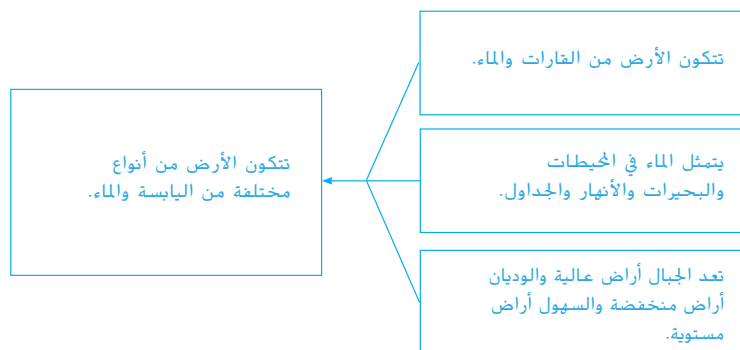 تتكون الأرض من القارات والماء.
يتمثل الماء في المحيطات
والبحيرات والأنهار والجداول.
تعد الجبال أراض عالية والوديان
أراض منخفضة والسهول أراض
مستوية.
تتكون الأرض من أنواع
مختلفة من اليابسة والماء.